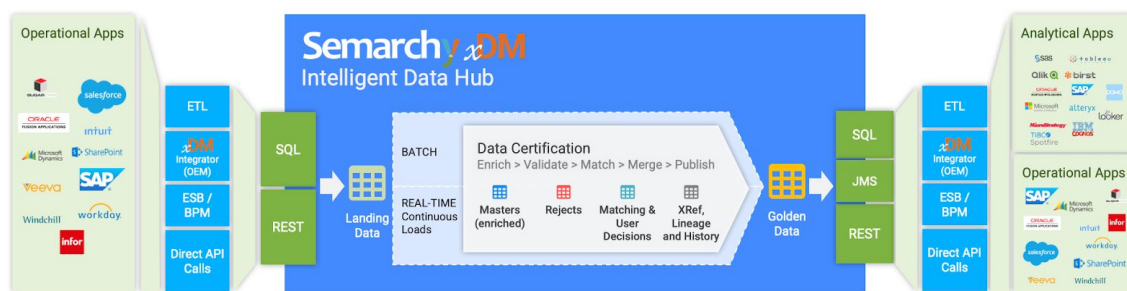 Operational Apps
SUGARCRM
salesforce
ORACLE
FUSION APPLICATIONS
intuit
Microsoft
Dynamics
SharePoint
Veeva
SAP
Windchill
workday.
infor
ETL
xDM
Integrator
(OEM)
ESB /
BPM
Direct API
Calls
SQL
REST
Semarchy xDM
Intelligent Data Hub
Landing
Data
BATCH
REAL-TIME
Continuous
Loads
Data Certification
Enrich > Validate > Match > Merge > Publish
Masters
(enriched)
Rejects
Matching &
User
Decisions
XRef,
Lineage
and History
Golden
Data
SQL
JMS
REST
ETL
xDM
Integrator
(OEM)
ESB /
BPM
Direct API
Calls
Analytical Apps
sas
tableau
Qlik
birst
ORACLE
SAP
DOMO
Microsoft
alteryx
looker
MicroStrategy
IBM
COGNOS
TIBCO
Spotfire
Operational Apps
SAP
Microsoft
Dynamics
ORACLE
intuit
infor
salesforce
workday.
SharePoint
Veeva
Windchill